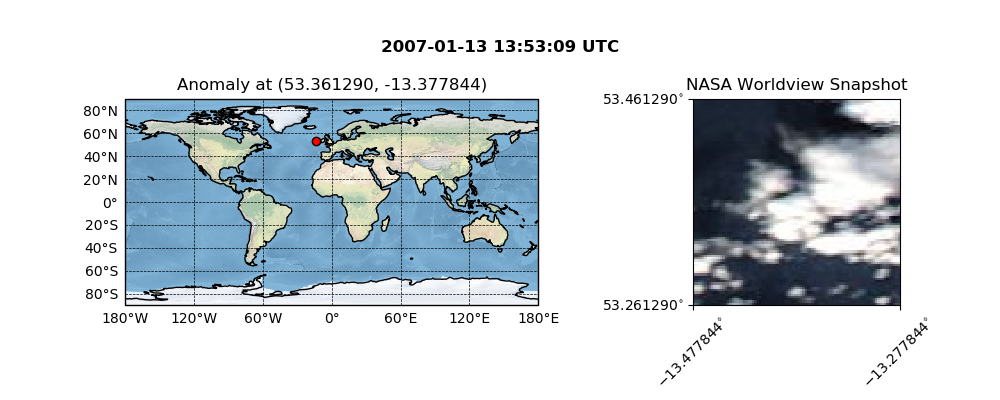 2007-01-13 13:53:09 UTC
Anomaly at (53.361290, -13.377844)
NASA Worldview Snapshot
80°N
60°N
40°N
20°N
0°
20°S
40°S
60°S
80°S
180°W 120°W 60°W 0° 60°E 120°E 180°E
53.461290°
53.261290°
−13.477844°
−13.277844°